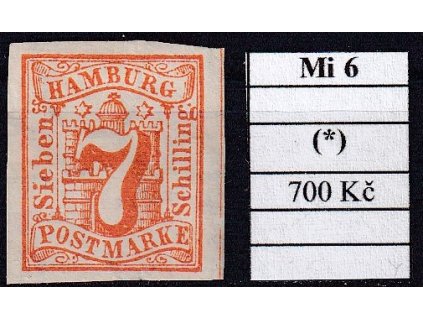 HAMBURG
Sieben
7
Schilling
POSTMARKE
Mi 6
(*)
700 Kč